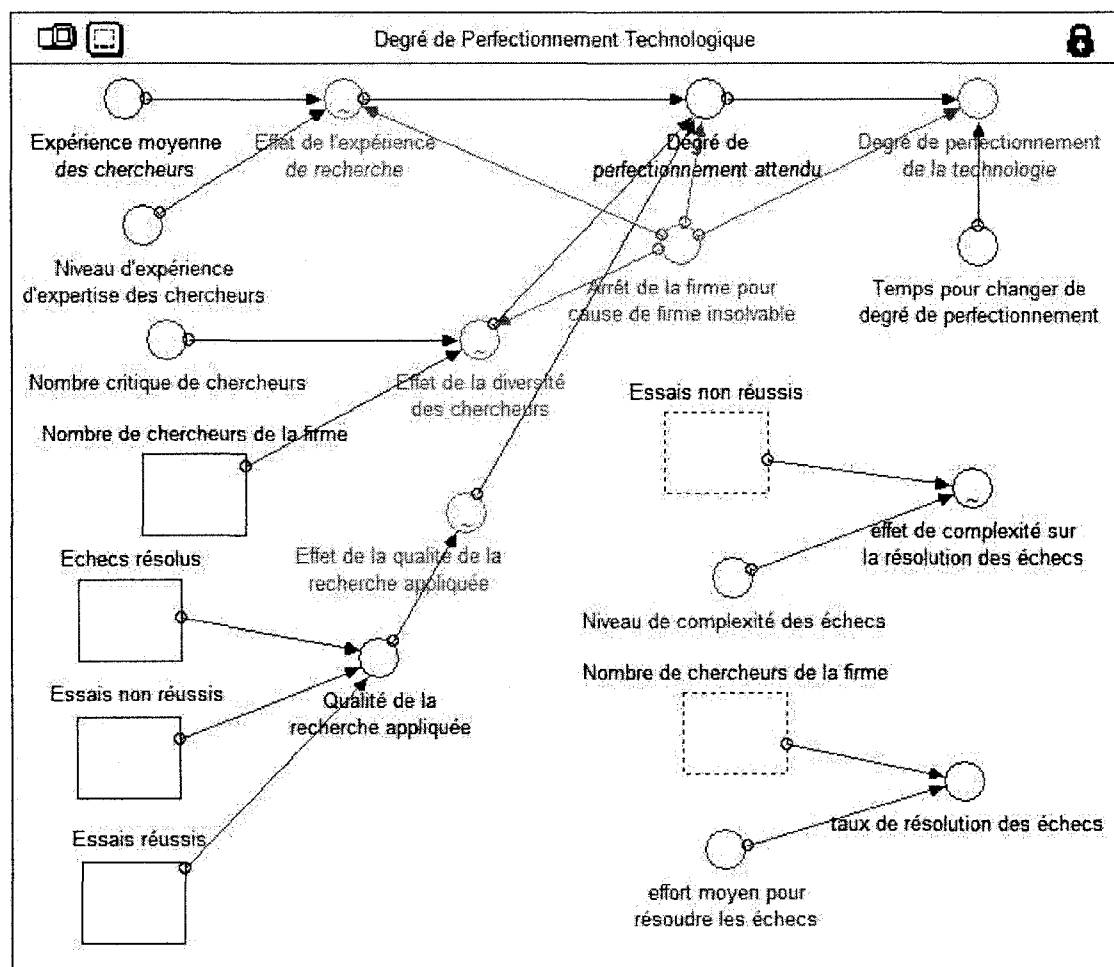 Degré de Perfectionnement Technologique
Expérience moyenne
des chercheurs
Effet de l'expérience
de recherche
Degré de
perfectionnement attendu
Degré de perfectionnement
de la technologie
Niveau d'expérience
d'expertise des chercheurs
Arrêt de la firme pour
cause de firme insolvable
Temps pour changer de
degré de perfectionnement
Nombre critique de chercheurs
Effet de la diversité
des chercheurs
Essais non réussis
Nombre de chercheurs de la firme
effet de complexité sur
la résolution des échecs
Effet de la qualité de la
recherche appliquée
Echecs résolus
Niveau de complexité des échecs
Nombre de chercheurs de la firme
Essais non réussis
Qualité de la
recherche appliquée
taux de résolution des échecs
Essais réussis
effort moyen pour
résoudre les échecs